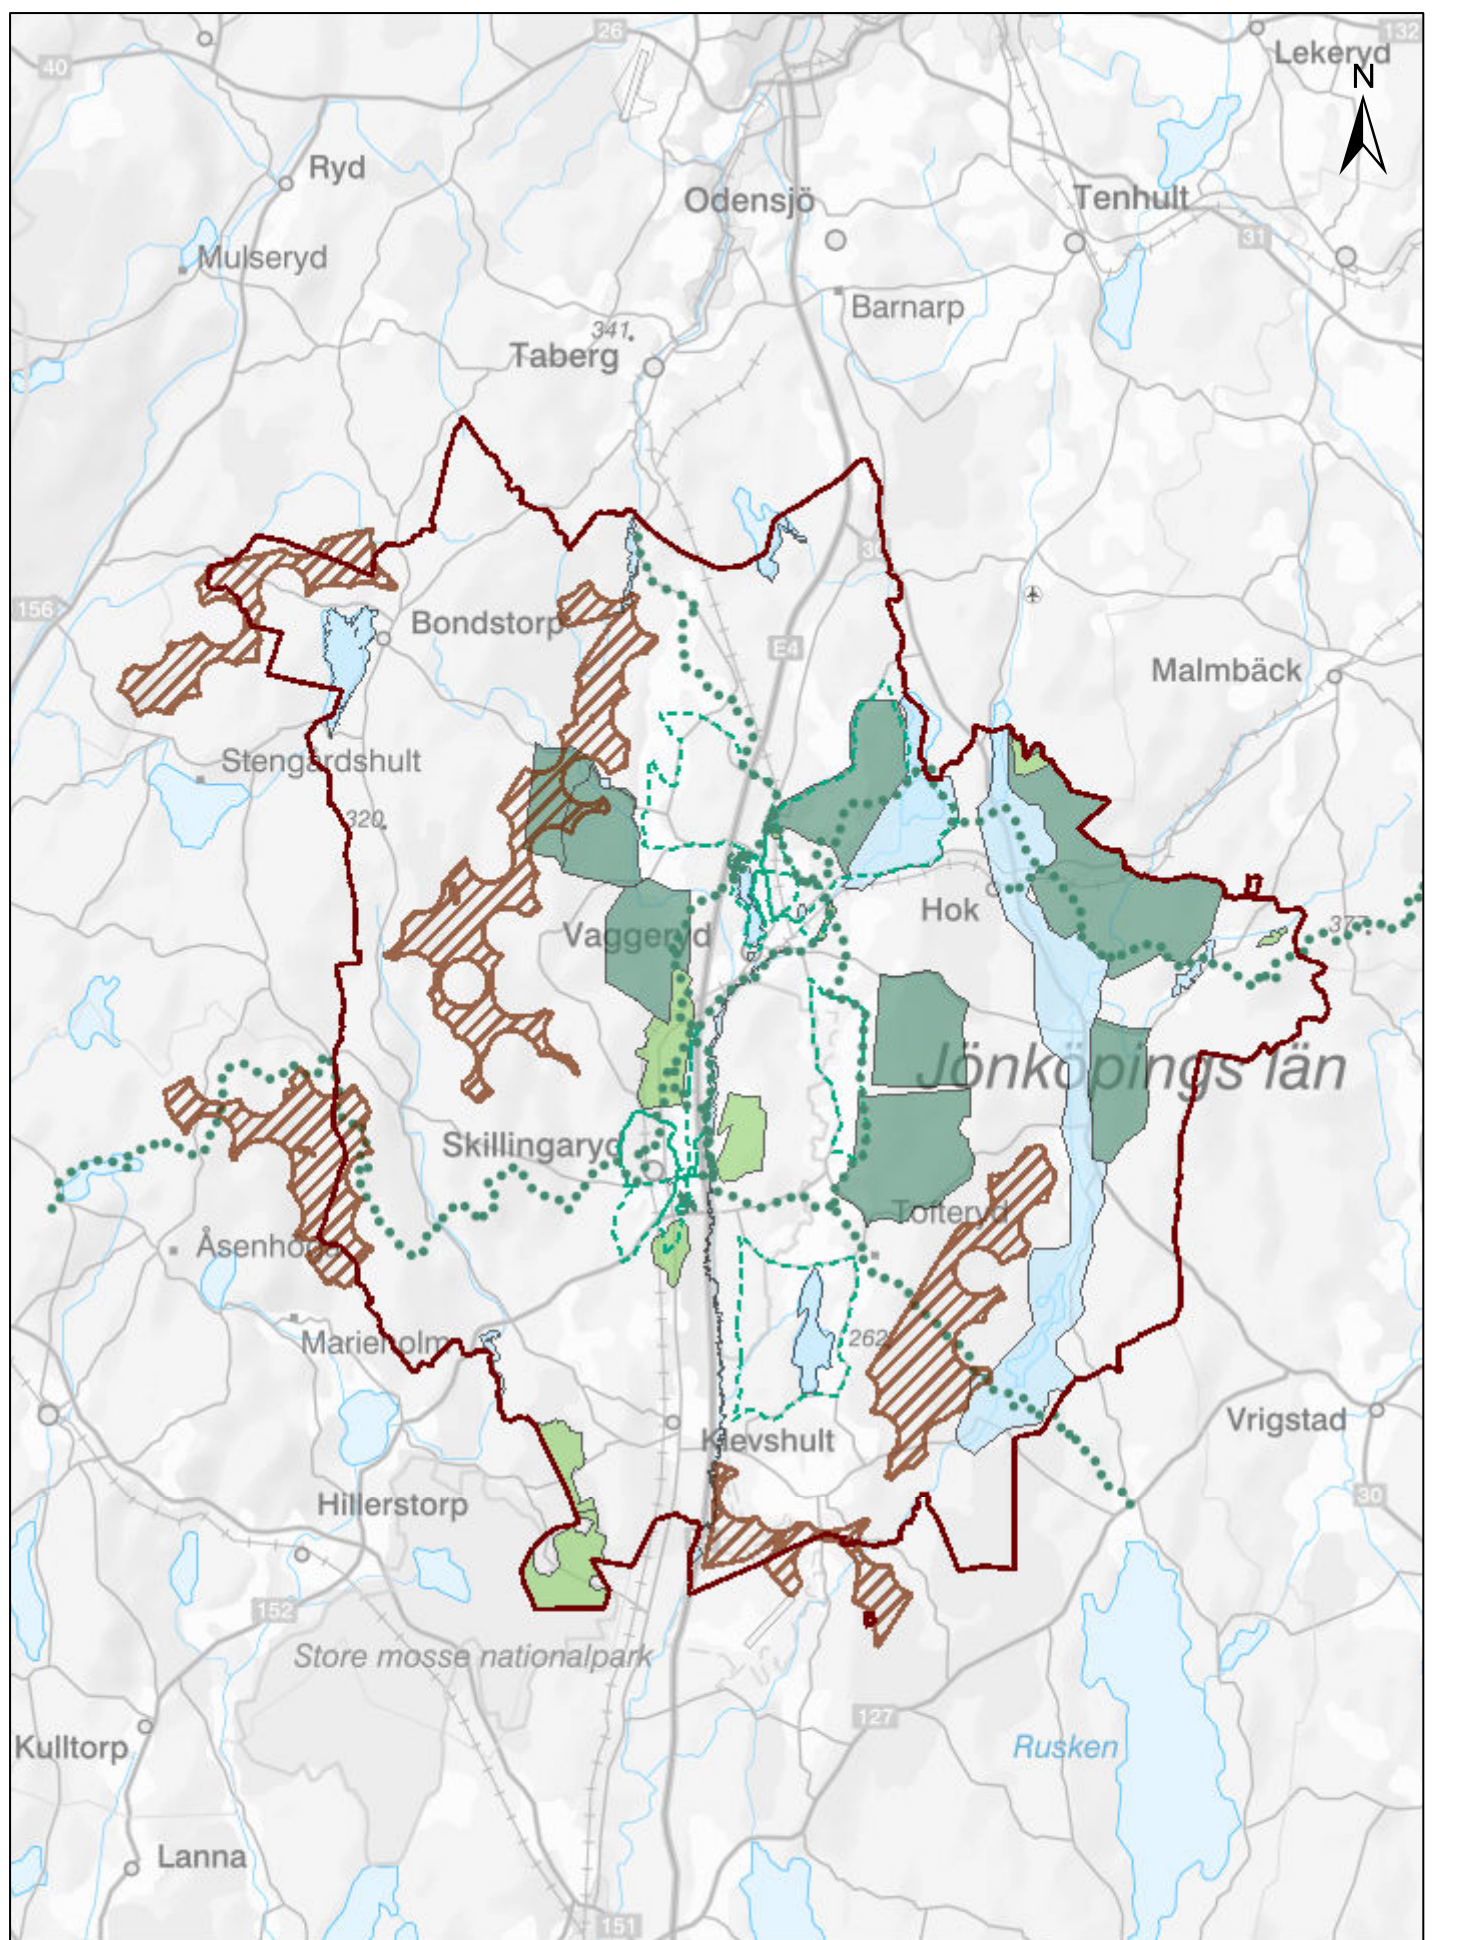 26
132
Lekeryd
40
N
Ryd
Odensjö
Tenhult
31
Mulseryd
Barnarp
341.
Taberg
30
156
Bondstorp
E4
Malmbäck
Stengårdshult
320.
Hok
Vaggeryd
377.
Jönköpings län
Skillingaryd
Tofteryd
Åsenhöga
Marieholm
262.
Klevshult
Vrigstad
Hillerstorp
30
152
Store mosse nationalpark
127
Kulltorp
Rusken
Lanna
151